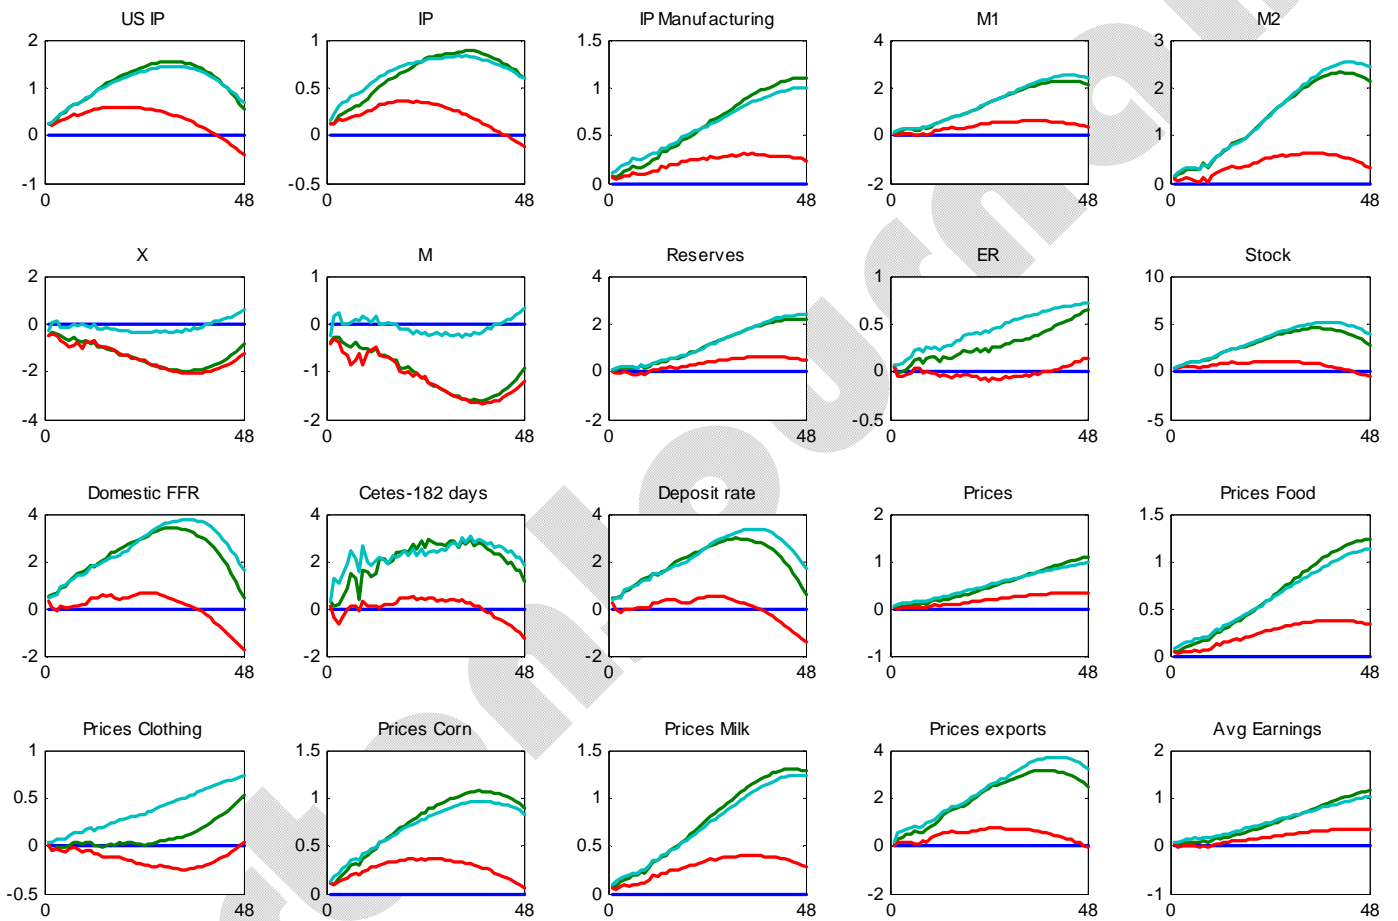 US IP IP IP Manufacturing M1 M2
2 1 1.5 4 3
1 0.5 1 2 2
0 0 0.5 0 1
-1 -0.5 0 -2 0
0 48 0 48 0 48 0 48 0 48
X M Reserves ER Stock
2 1 4 1 10
0 0 2 0.5 5
-2 -1 0 0 0
-4 -2 -2 -0.5 -5
0 48 0 48 0 48 0 48 0 48
Domestic FFR Cetes-182 days Deposit rate Prices Prices Food
4 4 4 2 1.5
2 2 2 1 1
0 0 0 0 0.5
-2 -2 -2 -1 0
0 48 0 48 0 48 0 48 0 48
Prices Clothing Prices Corn Prices Milk Prices exports Avg Earnings
1 1.5 1.5 4 2
0.5 1 1 2 1
0 0.5 0.5 0 0
-0.5 0 0 -2 -1
0 48 0 48 0 48 0 48 0 48